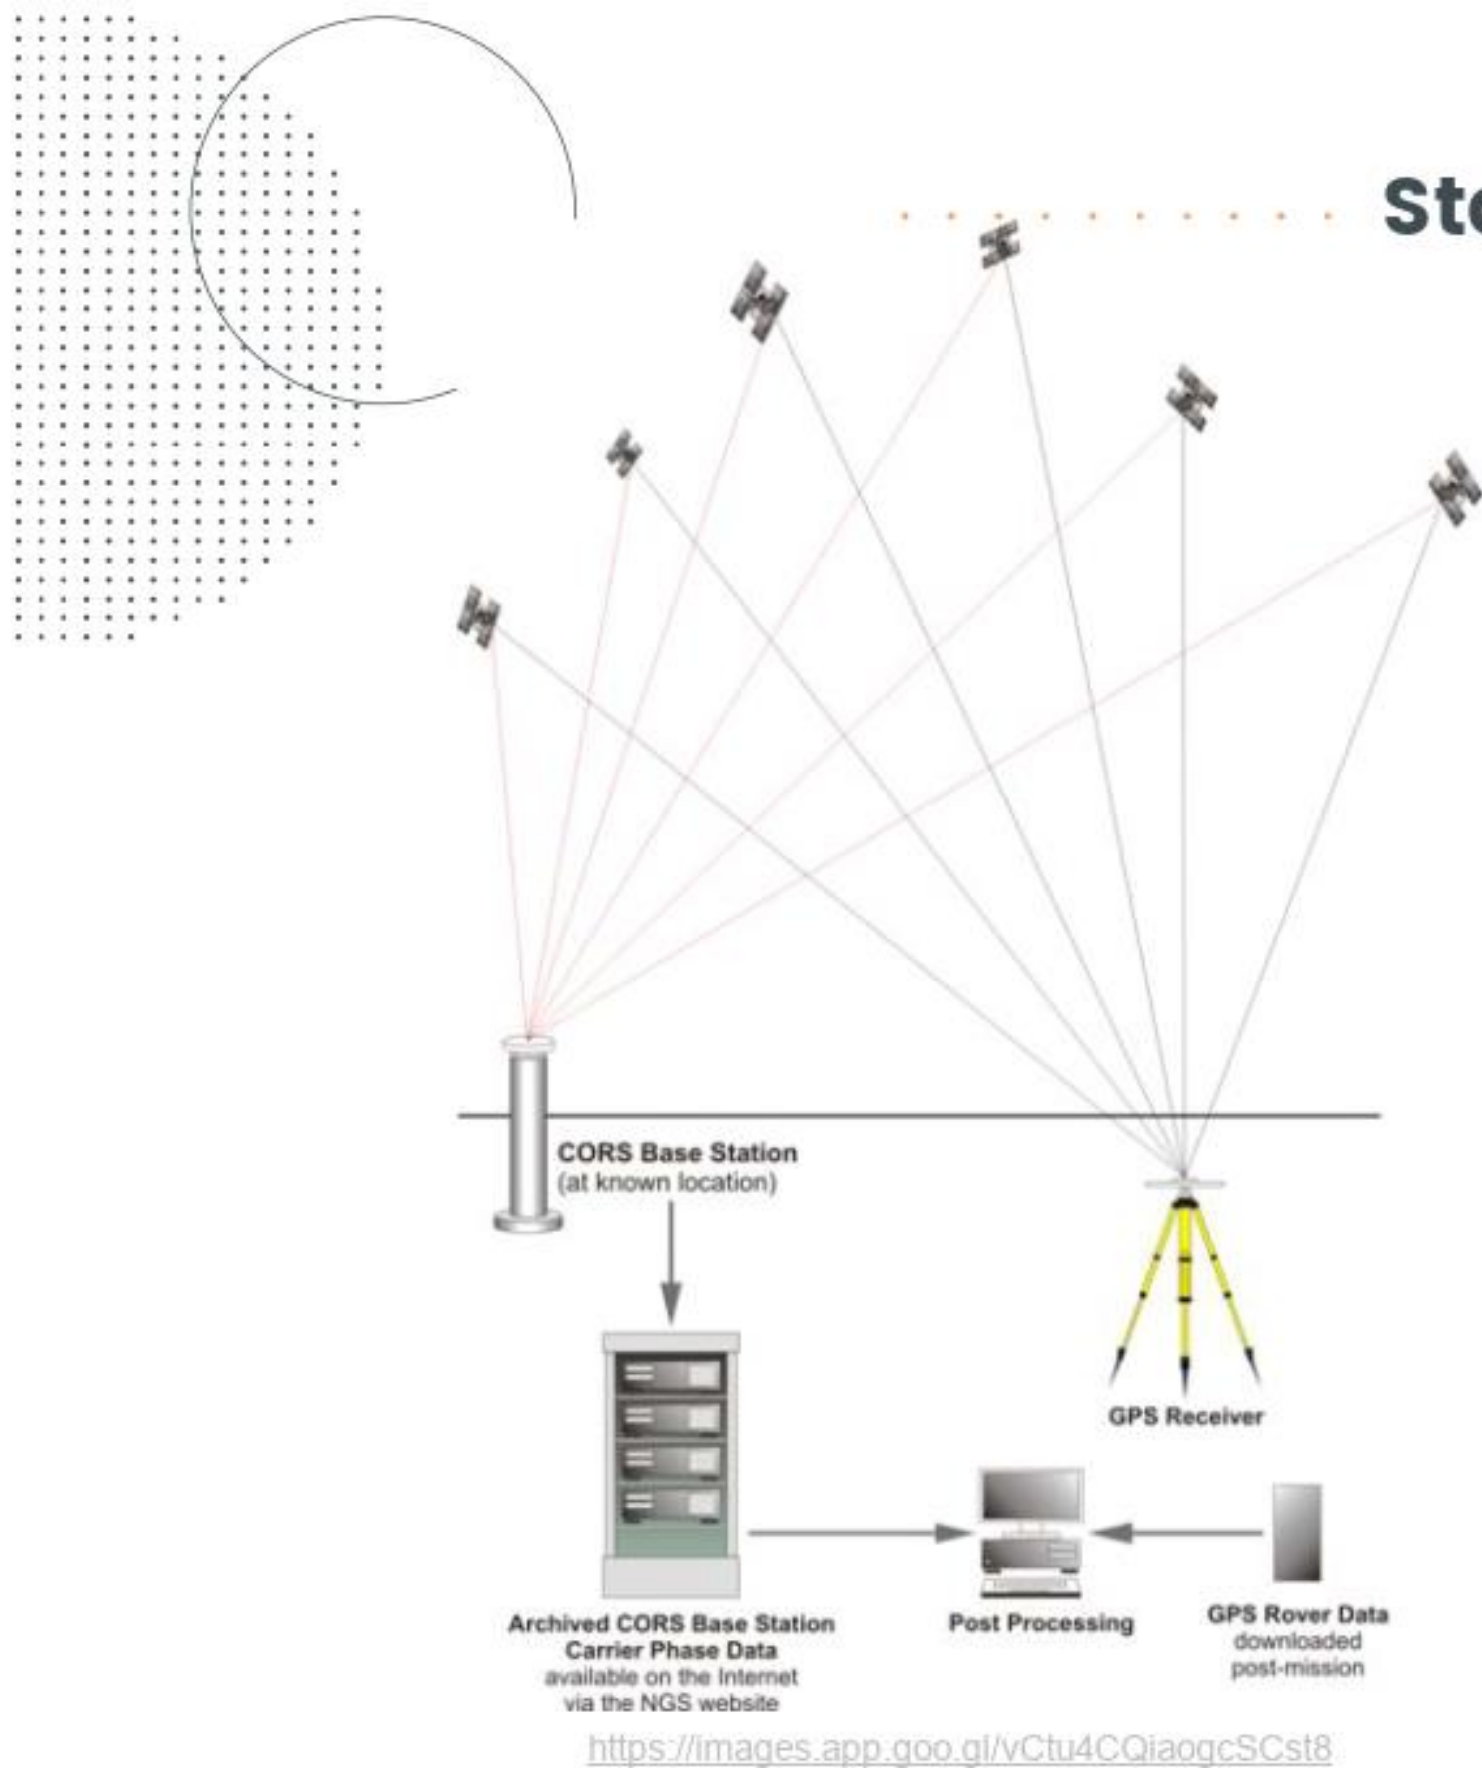 CORS Base Station
(at known location)
GPS Receiver
Archived CORS Base Station
Carrier Phase Data
available on the Internet
via the NGS website
Post Processing
GPS Rover Data
downloaded
post-mission
https://images.app.goo.gl/vCtu4CQiaogcSCst8